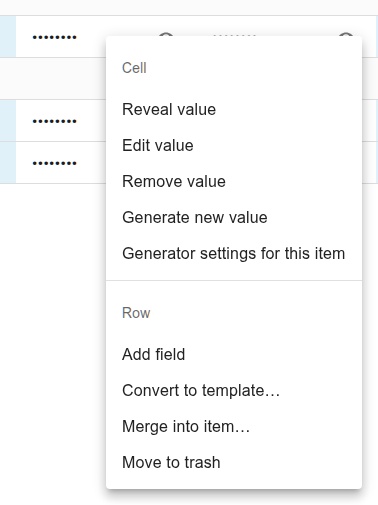 ••••••••
Cell
Reveal value
Edit value
••••••••
Remove value
••••••••
Generate new value
Generator settings for this item
Row
Add field
Convert to template…
Merge into item…
Move to trash